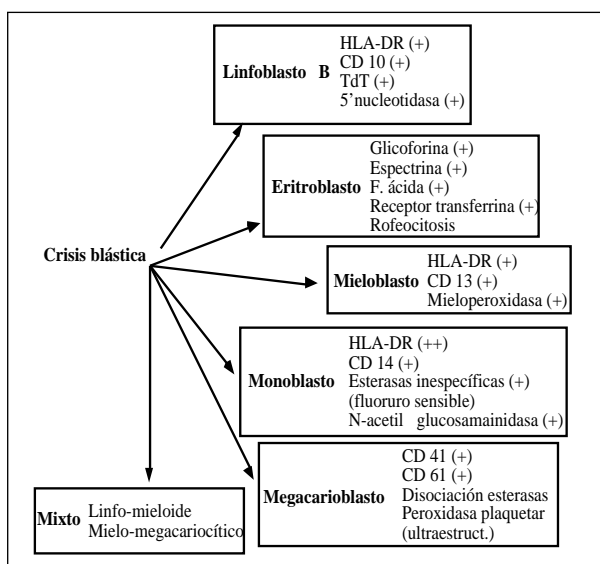 HLA-DR (+)
CD 10 (+)
Linfoblasto B
TdT (+)
5'nucleotidasa (+)
Glicoforina (+)
Espectrina (+)
Eritroblasto
F. ácida (+)
Receptor transferrina (+)
Rofeocitosis
Crisis blástica
HLA-DR (+)
Mieloblasto
CD 13 (+)
Mieloperoxidasa (+)
HLA-DR (++)
CD 14 (+)
Monoblasto
Esterasas inespecíficas (+)
(fluoruro sensible)
N-acetil glucosamainidasa (+)
CD 41 (+)
CD 61 (+)
Megacarioblasto
Disociación esterasas
Peroxidasa plaquetar
(ultraestruct.)
Mixto
Linfo-mieloide
Mielo-megacariocítico